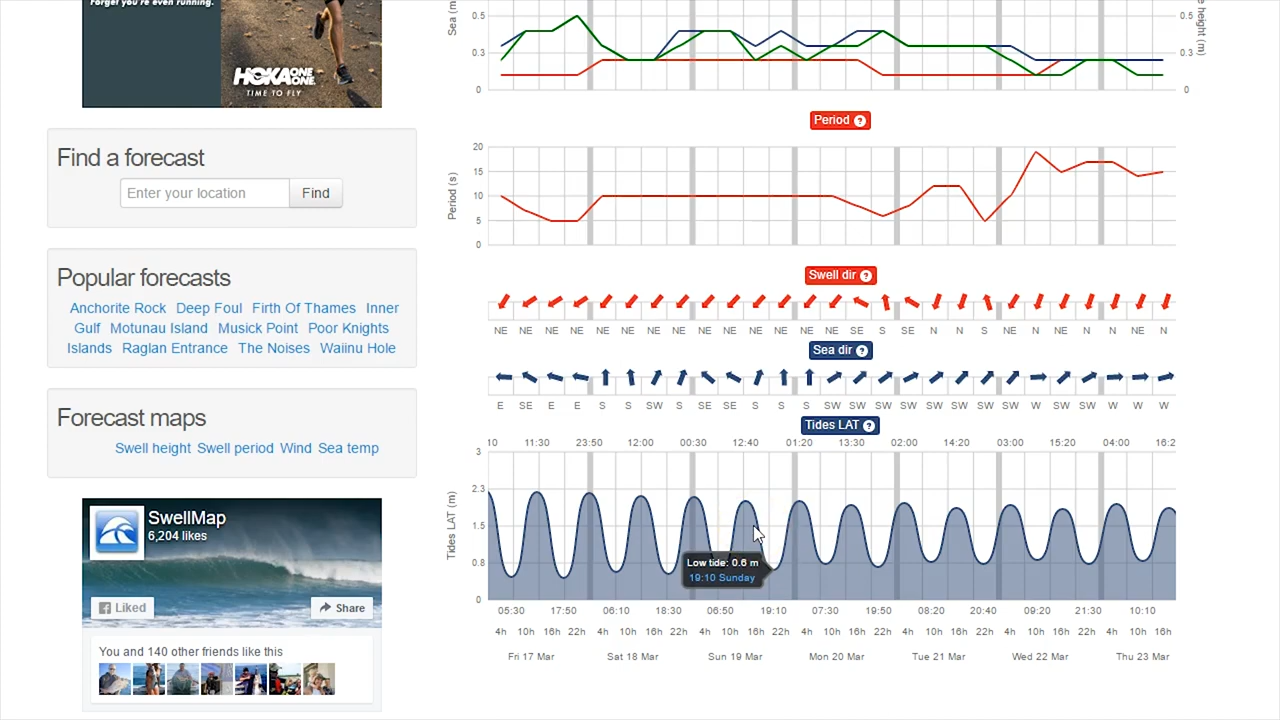 Forget you're even running.
HOKA ONE ONE
TIME TO FLY
Find a forecast
Enter your location
Find
Popular forecasts
Anchorite Rock Deep Foul Firth Of Thames Inner
Gulf Motunau Island Musick Point Poor Knights
Islands Raglan Entrance The Noises Waiinu Hole
Forecast maps
Swell height Swell period Wind Sea temp
SwellMap
6,204 likes
Liked
Share
You and 140 other friends like this
Sea (m
e height (m)
0.5 0.5
0.3 0.3
0 0
Period ?
Period (s)
20
15
10
5
0
Swell dir ?
NE NE NE NE NE NE NE NE NE NE NE NE NE NE SE S SE N N S NE N NE N N NE N
Sea dir ?
E SE E E S S SW S SE SE S S S SW SW SW SW SW SW SW SW W SW SW W W W
Tides LAT ?
10 11:30 23:50 12:00 00:30 12:40 01:20 13:30 02:00 14:20 03:00 15:20 04:00 16:2
Tides LAT (m)
3
2.3
1.5
0.8
0
Low tide: 0.6 m
19:10 Sunday
05:30 17:50 06:10 18:30 06:50 19:10 07:30 19:50 08:20 20:40 09:20 21:30 10:10
4h 10h 16h 22h 4h 10h 16h 22h 4h 10h 16h 22h 4h 10h 16h 22h 4h 10h 16h 22h 4h 10h 16h 22h 4h 10h 16h
Fri 17 Mar Sat 18 Mar Sun 19 Mar Mon 20 Mar Tue 21 Mar Wed 22 Mar Thu 23 Mar